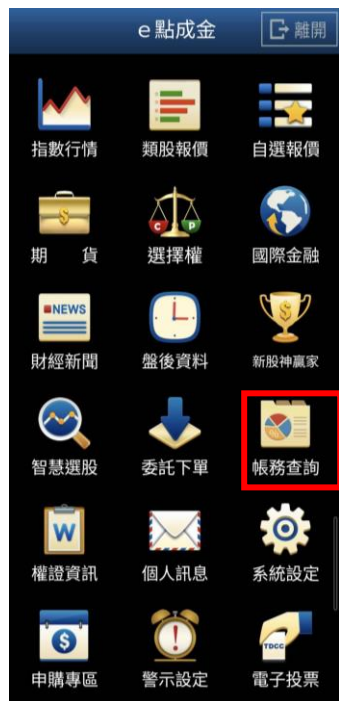 e點成金
離開
指數行情 類股報價 自選報價
$
C P
期 貨 選擇權 國際金融
NEWS
$
財經新聞 盤後資料 新股神贏家
智慧選股 委託下單 帳務查詢
W
權證資訊 個人訊息 系統設定
$
!
TDCC
申購專區 警示設定 電子投票